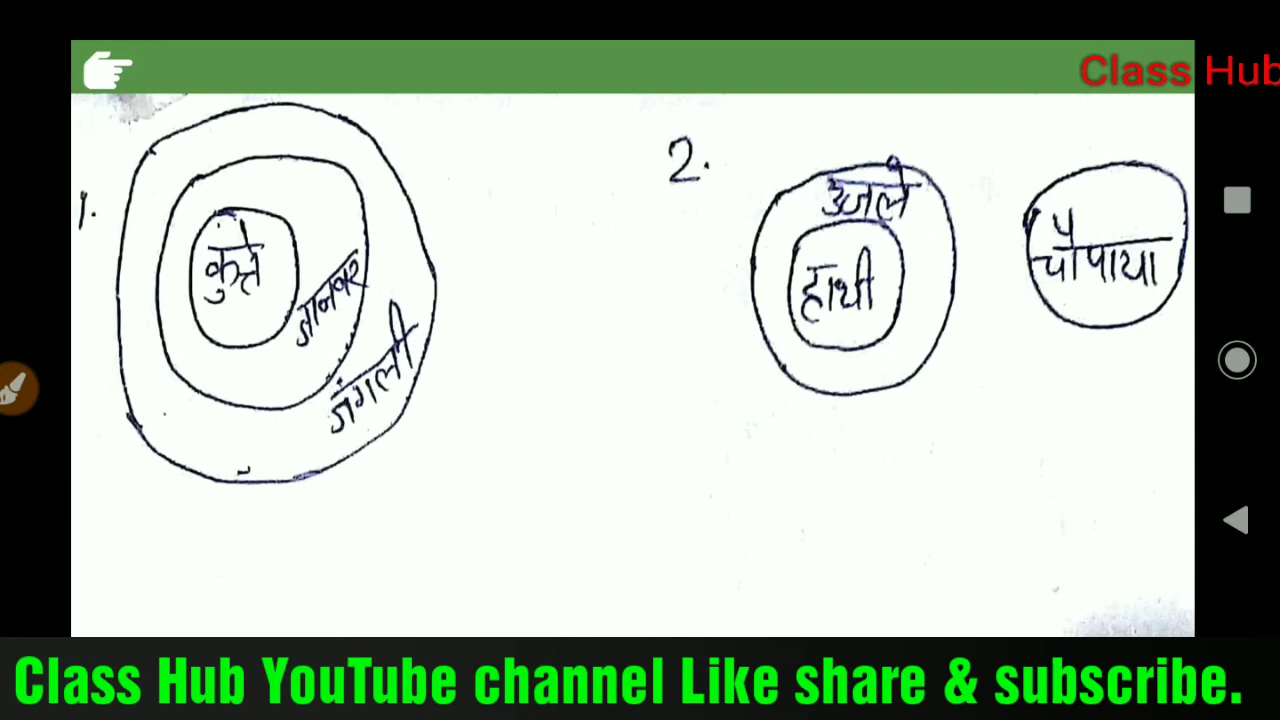 Class Hub
1.
कुत्ते
जानवर
जंगली
2.
उजले
हाथी
चौपाया
Class Hub YouTube channel Like share & subscribe.